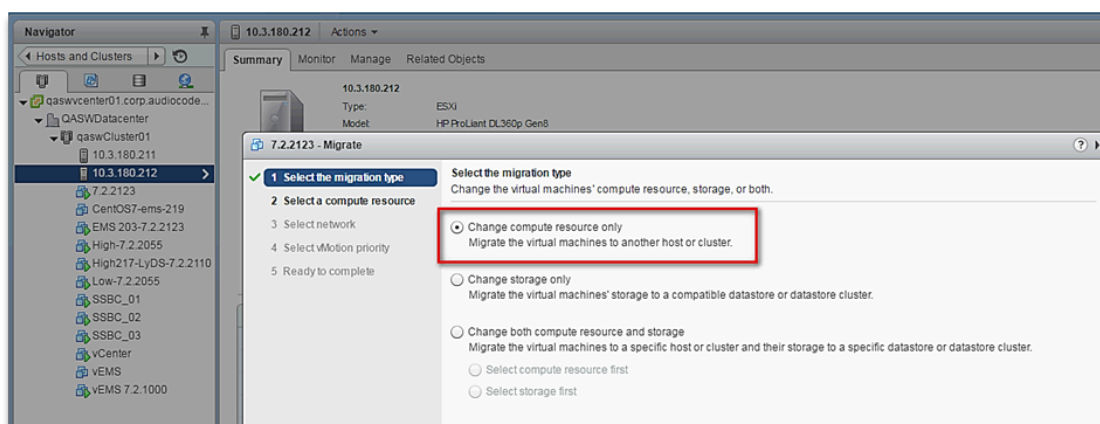 Navigator
10.3.180.212 Actions
Hosts and Clusters
Summary Monitor Manage Related Objects
10.3.180.212
qaswvcenter01.corp.audiocode...
Type: ESXi
QASWDatacenter
Model: HP ProLiant DL360p Gen8
qaswCluster01
7.2.2123 - Migrate ?
10.3.180.211
10.3.180.212
7.2.2123
CentOS7-ems-219
EMS 203-7.2.2123
High-7.2.2055
High217-LyDS-7.2.2110
Low-7.2.2055
SSBC_01
SSBC_02
SSBC_03
vCenter
vEMS
vEMS 7.2.1000
1 Select the migration type
2 Select a compute resource
3 Select network
4 Select vMotion priority
5 Ready to complete
Select the migration type
Change the virtual machines' compute resource, storage, or both.
Change compute resource only
Migrate the virtual machines to another host or cluster.
Change storage only
Migrate the virtual machines' storage to a compatible datastore or datastore cluster.
Change both compute resource and storage
Migrate the virtual machines to a specific host or cluster and their storage to a specific datastore or datastore cluster.
Select compute resource first
Select storage first